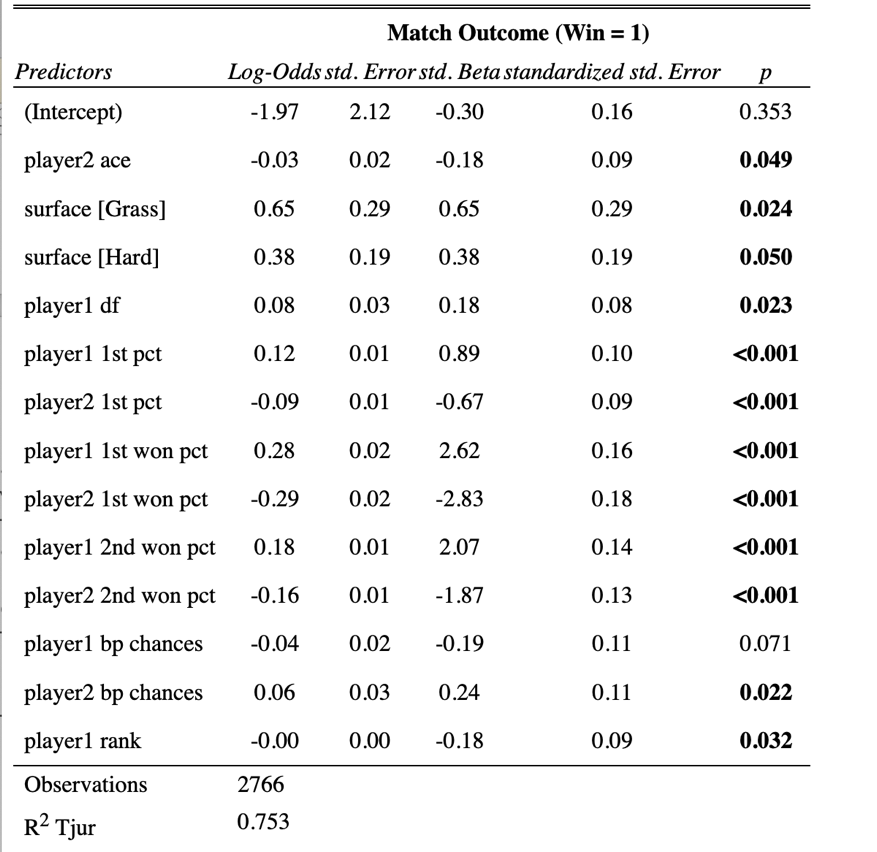 Match Outcome (Win = 1)
Predictors Log-Odds std. Error std. Beta standardized std. Error p
(Intercept) -1.97 2.12 -0.30 0.16 0.353
player2 ace -0.03 0.02 -0.18 0.09 0.049
surface [Grass] 0.65 0.29 0.65 0.29 0.024
surface [Hard] 0.38 0.19 0.38 0.19 0.050
player1 df 0.08 0.03 0.18 0.08 0.023
player1 1st pct 0.12 0.01 0.89 0.10 <0.001
player2 1st pct -0.09 0.01 -0.67 0.09 <0.001
player1 1st won pct 0.28 0.02 2.62 0.16 <0.001
player2 1st won pct -0.29 0.02 -2.83 0.18 <0.001
player1 2nd won pct 0.18 0.01 2.07 0.14 <0.001
player2 2nd won pct -0.16 0.01 -1.87 0.13 <0.001
player1 bp chances -0.04 0.02 -0.19 0.11 0.071
player2 bp chances 0.06 0.03 0.24 0.11 0.022
player1 rank -0.00 0.00 -0.18 0.09 0.032
Observations 2766
R² Tjur 0.753